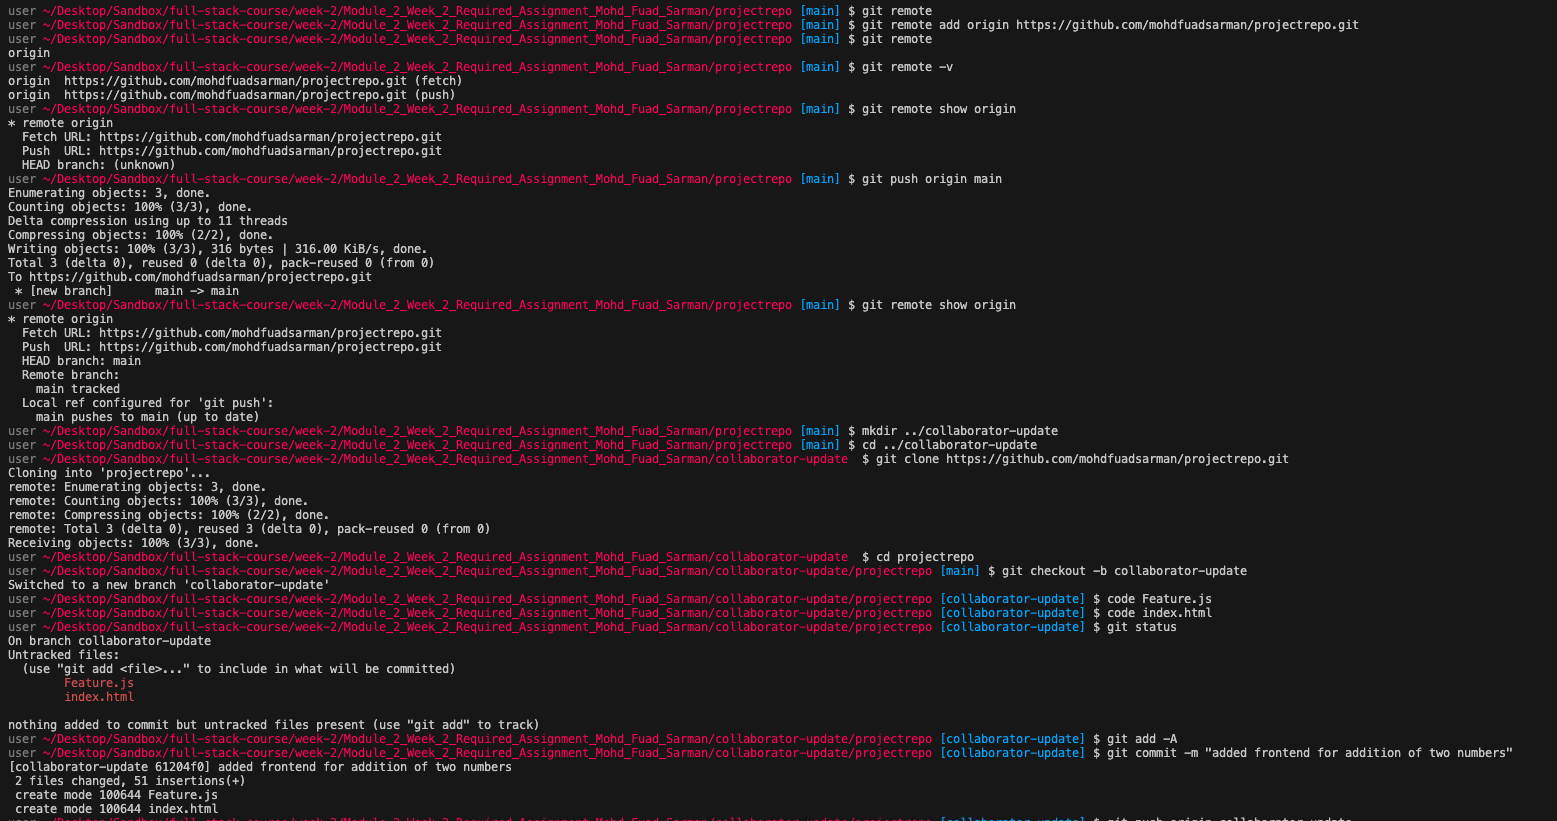 user ~/Desktop/Sandbox/full-stack-course/week-2/Module_2_Week_2_Required_Assignment_Mohd_Fuad_Sarman/projectrepo [main] $ git remote
user ~/Desktop/Sandbox/full-stack-course/week-2/Module_2_Week_2_Required_Assignment_Mohd_Fuad_Sarman/projectrepo [main] $ git remote add origin https://github.com/mohdfuadsarman/projectrepo.git
user ~/Desktop/Sandbox/full-stack-course/week-2/Module_2_Week_2_Required_Assignment_Mohd_Fuad_Sarman/projectrepo [main] $ git remote
origin
user ~/Desktop/Sandbox/full-stack-course/week-2/Module_2_Week_2_Required_Assignment_Mohd_Fuad_Sarman/projectrepo [main] $ git remote -v
origin  https://github.com/mohdfuadsarman/projectrepo.git (fetch)
origin  https://github.com/mohdfuadsarman/projectrepo.git (push)
user ~/Desktop/Sandbox/full-stack-course/week-2/Module_2_Week_2_Required_Assignment_Mohd_Fuad_Sarman/projectrepo [main] $ git remote show origin
* remote origin
  Fetch URL: https://github.com/mohdfuadsarman/projectrepo.git
  Push  URL: https://github.com/mohdfuadsarman/projectrepo.git
  HEAD branch: (unknown)
user ~/Desktop/Sandbox/full-stack-course/week-2/Module_2_Week_2_Required_Assignment_Mohd_Fuad_Sarman/projectrepo [main] $ git push origin main
Enumerating objects: 3, done.
Counting objects: 100% (3/3), done.
Delta compression using up to 11 threads
Compressing objects: 100% (2/2), done.
Writing objects: 100% (3/3), 316 bytes | 316.00 KiB/s, done.
Total 3 (delta 0), reused 0 (delta 0), pack-reused 0 (from 0)
To https://github.com/mohdfuadsarman/projectrepo.git
 * [new branch]      main -> main
user ~/Desktop/Sandbox/full-stack-course/week-2/Module_2_Week_2_Required_Assignment_Mohd_Fuad_Sarman/projectrepo [main] $ git remote show origin
* remote origin
  Fetch URL: https://github.com/mohdfuadsarman/projectrepo.git
  Push  URL: https://github.com/mohdfuadsarman/projectrepo.git
  HEAD branch: main
  Remote branch:
    main tracked
  Local ref configured for 'git push':
    main pushes to main (up to date)
user ~/Desktop/Sandbox/full-stack-course/week-2/Module_2_Week_2_Required_Assignment_Mohd_Fuad_Sarman/projectrepo [main] $ mkdir ../collaborator-update
user ~/Desktop/Sandbox/full-stack-course/week-2/Module_2_Week_2_Required_Assignment_Mohd_Fuad_Sarman/projectrepo [main] $ cd ../collaborator-update
user ~/Desktop/Sandbox/full-stack-course/week-2/Module_2_Week_2_Required_Assignment_Mohd_Fuad_Sarman/collaborator-update  $ git clone https://github.com/mohdfuadsarman/projectrepo.git
Cloning into 'projectrepo'...
remote: Enumerating objects: 3, done.
remote: Counting objects: 100% (3/3), done.
remote: Compressing objects: 100% (2/2), done.
remote: Total 3 (delta 0), reused 3 (delta 0), pack-reused 0 (from 0)
Receiving objects: 100% (3/3), done.
user ~/Desktop/Sandbox/full-stack-course/week-2/Module_2_Week_2_Required_Assignment_Mohd_Fuad_Sarman/collaborator-update  $ cd projectrepo
user ~/Desktop/Sandbox/full-stack-course/week-2/Module_2_Week_2_Required_Assignment_Mohd_Fuad_Sarman/collaborator-update/projectrepo [main] $ git checkout -b collaborator-update
Switched to a new branch 'collaborator-update'
user ~/Desktop/Sandbox/full-stack-course/week-2/Module_2_Week_2_Required_Assignment_Mohd_Fuad_Sarman/collaborator-update/projectrepo [collaborator-update] $ code Feature.js
user ~/Desktop/Sandbox/full-stack-course/week-2/Module_2_Week_2_Required_Assignment_Mohd_Fuad_Sarman/collaborator-update/projectrepo [collaborator-update] $ code index.html
user ~/Desktop/Sandbox/full-stack-course/week-2/Module_2_Week_2_Required_Assignment_Mohd_Fuad_Sarman/collaborator-update/projectrepo [collaborator-update] $ git status
On branch collaborator-update
Untracked files:
  (use "git add <file>..." to include in what will be committed)
        Feature.js
        index.html

nothing added to commit but untracked files present (use "git add" to track)
user ~/Desktop/Sandbox/full-stack-course/week-2/Module_2_Week_2_Required_Assignment_Mohd_Fuad_Sarman/collaborator-update/projectrepo [collaborator-update] $ git add -A
user ~/Desktop/Sandbox/full-stack-course/week-2/Module_2_Week_2_Required_Assignment_Mohd_Fuad_Sarman/collaborator-update/projectrepo [collaborator-update] $ git commit -m "added frontend for addition of two numbers"
[collaborator-update 61204f0] added frontend for addition of two numbers
 2 files changed, 51 insertions(+)
 create mode 100644 Feature.js
 create mode 100644 index.html